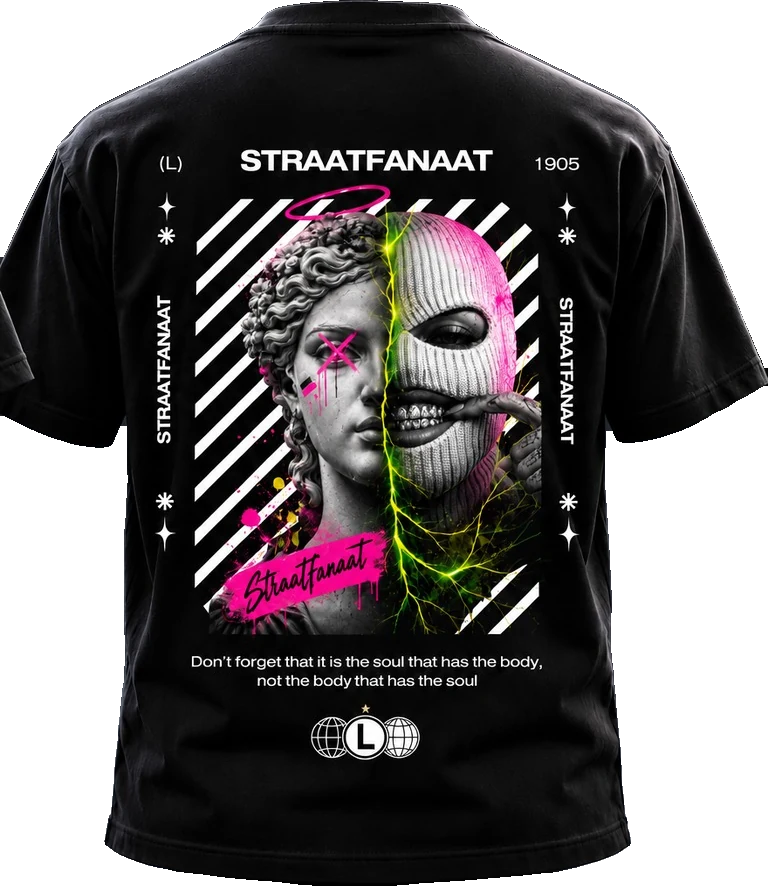 (L) STRAATFANAAT 1905
STRAATFANAAT
STRAATFANAAT
Straatfanaat
Don't forget that it is the soul that has the body,
not the body that has the soul
L